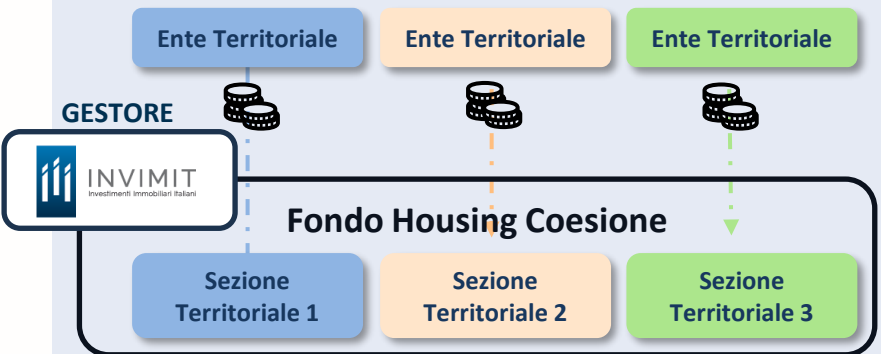 Ente Territoriale
Ente Territoriale
Ente Territoriale
GESTORE
INVIMIT
Investimenti Immobiliari Italiani
Fondo Housing Coesione
Sezione
Territoriale 1
Sezione
Territoriale 2
Sezione
Territoriale 3